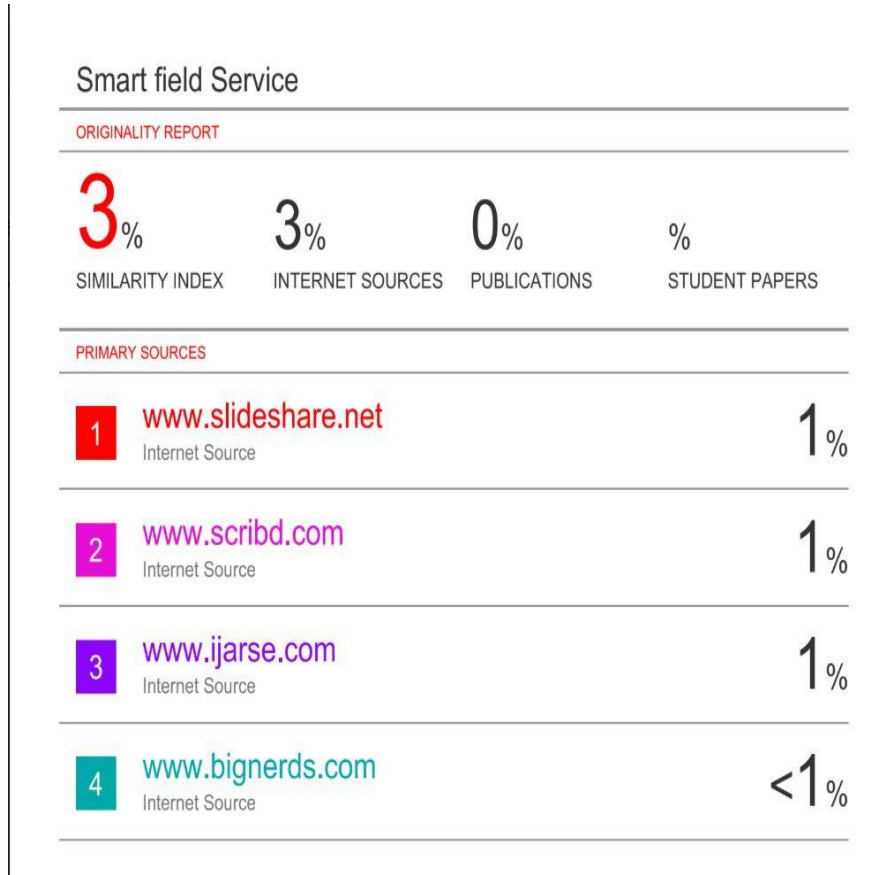 Smart field Service
ORIGINALITY REPORT
3% 3% 0% %
SIMILARITY INDEX INTERNET SOURCES PUBLICATIONS STUDENT PAPERS
PRIMARY SOURCES
1 www.slideshare.net 1%
Internet Source
2 www.scribd.com 1%
Internet Source
3 www.ijarse.com 1%
Internet Source
4 www.bignerds.com <1%
Internet Source